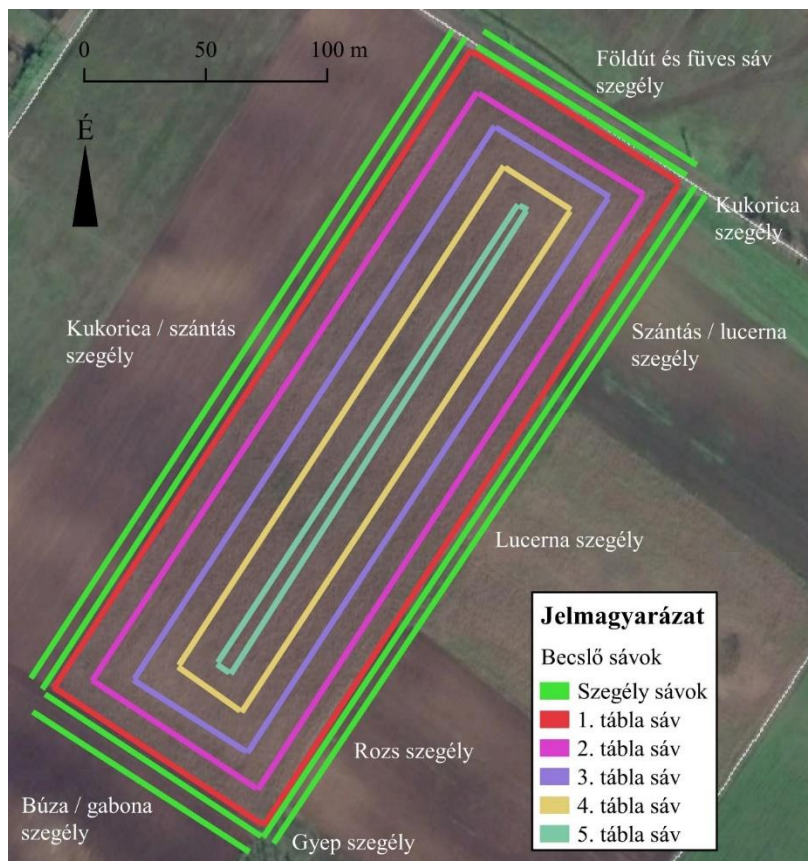 0 50 100 m
Földút és füves sáv
szegély
É
Kukorica
szegély
Kukorica / szántás
szegély
Szántás / lucerna
szegély
Lucerna szegély
Rozs szegély
Búza / gabona
szegély
Gyep szegély
Jelmagyarázat
Becslő sávok
Szegély sávok
1. tábla sáv
2. tábla sáv
3. tábla sáv
4. tábla sáv
5. tábla sáv